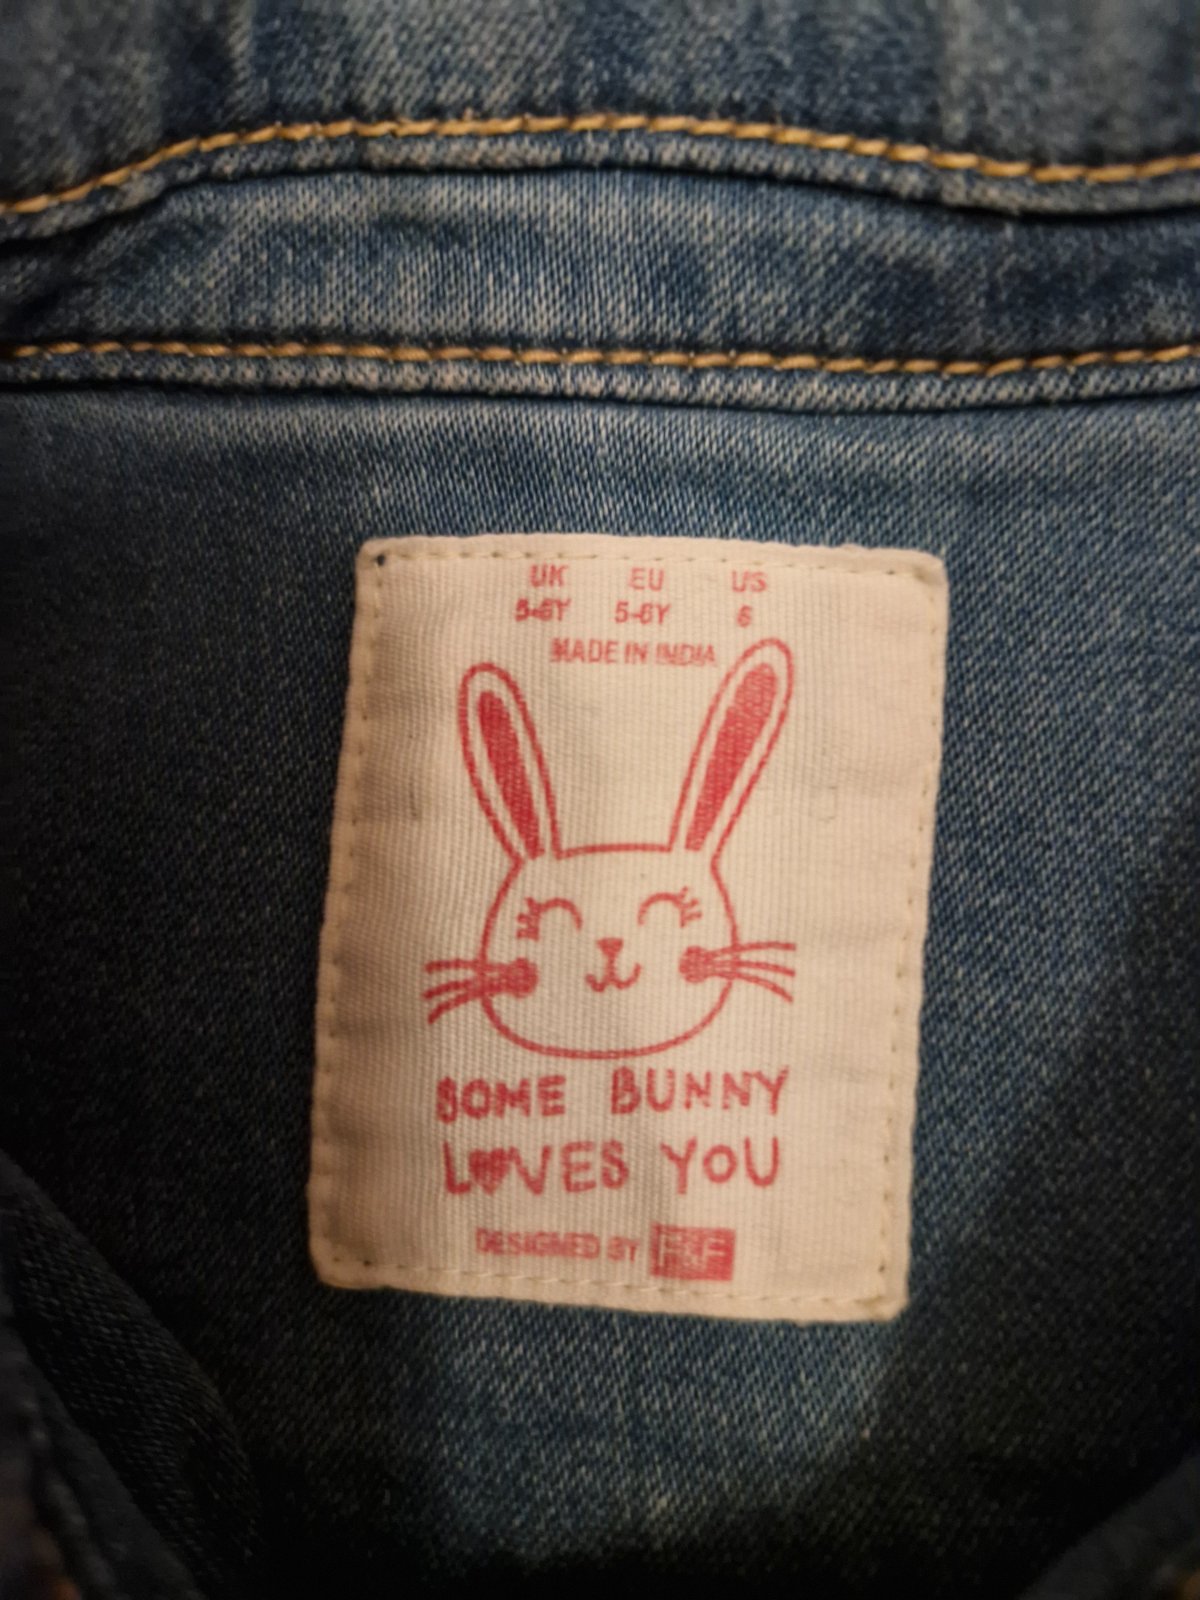 UK EU US
5-6Y 5-6Y 6
MADE IN INDIA
SOME BUNNY
LOVES YOU
DESIGNED BY F&F